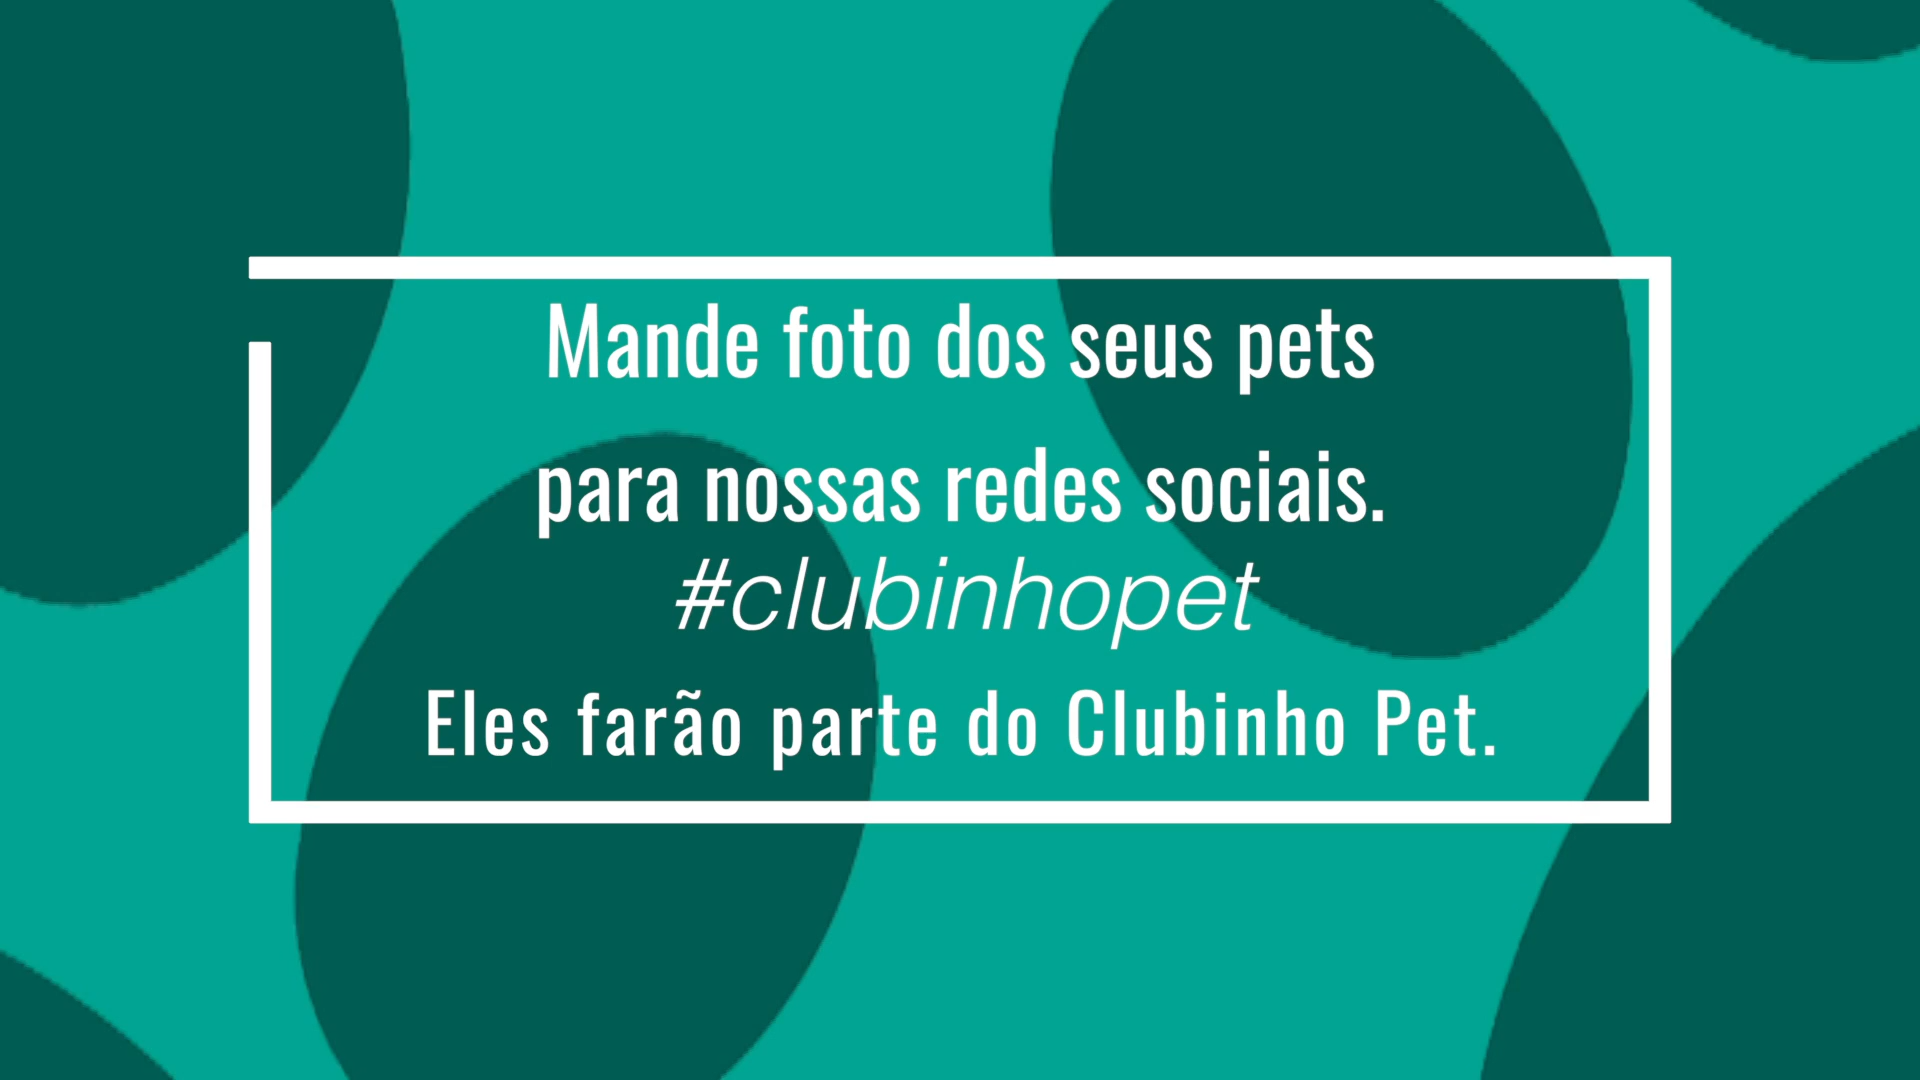 Mande foto dos seus pets
para nossas redes sociais.
#clubinhopet
Eles farão parte do Clubinho Pet.